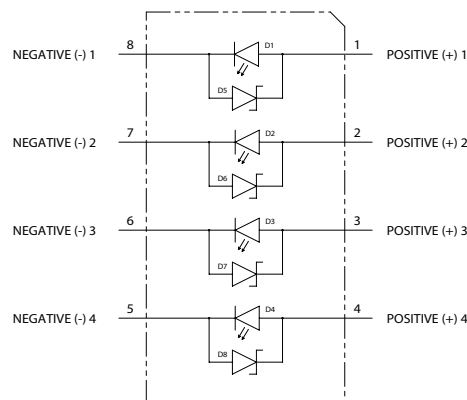 NEGATIVE (-) 1 8 D1 1 POSITIVE (+) 1
D5
NEGATIVE (-) 2 7 D2 2 POSITIVE (+) 2
D6
NEGATIVE (-) 3 6 D3 3 POSITIVE (+) 3
D7
NEGATIVE (-) 4 5 D4 4 POSITIVE (+) 4
D8